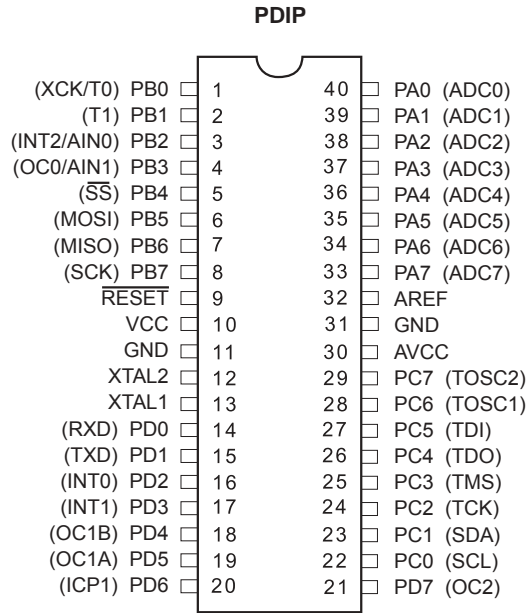 PDIP
(XCK/T0) PB0 1 40 PA0 (ADC0)
(T1) PB1 2 39 PA1 (ADC1)
(INT2/AIN0) PB2 3 38 PA2 (ADC2)
(OC0/AIN1) PB3 4 37 PA3 (ADC3)
(S̅S̅) PB4 5 36 PA4 (ADC4)
(MOSI) PB5 6 35 PA5 (ADC5)
(MISO) PB6 7 34 PA6 (ADC6)
(SCK) PB7 8 33 PA7 (ADC7)
R̅E̅S̅E̅T̅ 9 32 AREF
VCC 10 31 GND
GND 11 30 AVCC
XTAL2 12 29 PC7 (TOSC2)
XTAL1 13 28 PC6 (TOSC1)
(RXD) PD0 14 27 PC5 (TDI)
(TXD) PD1 15 26 PC4 (TDO)
(INT0) PD2 16 25 PC3 (TMS)
(INT1) PD3 17 24 PC2 (TCK)
(OC1B) PD4 18 23 PC1 (SDA)
(OC1A) PD5 19 22 PC0 (SCL)
(ICP1) PD6 20 21 PD7 (OC2)